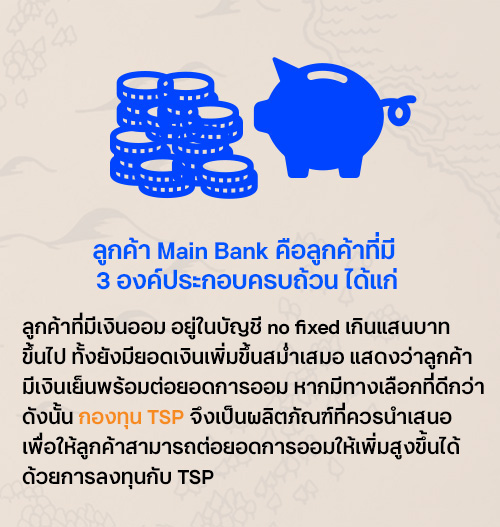 ลูกค้า Main Bank คือลูกค้าที่มี
3 องค์ประกอบครบถ้วน ได้แก่
ลูกค้าที่มีเงินออม อยู่ในบัญชี no fixed เกินแสนบาท
ขึ้นไป ทั้งยังมียอดเงินเพิ่มขึ้นสม่ำเสมอ แสดงว่าลูกค้า
มีเงินเย็นพร้อมต่อยอดการออม หากมีทางเลือกที่ดีกว่า
ดังนั้น กองทุน TSP จึงเป็นผลิตภัณฑ์ที่ควรนำเสนอ
เพื่อให้ลูกค้าสามารถต่อยอดการออมให้เพิ่มสูงขึ้นได้
ด้วยการลงทุนกับ TSP